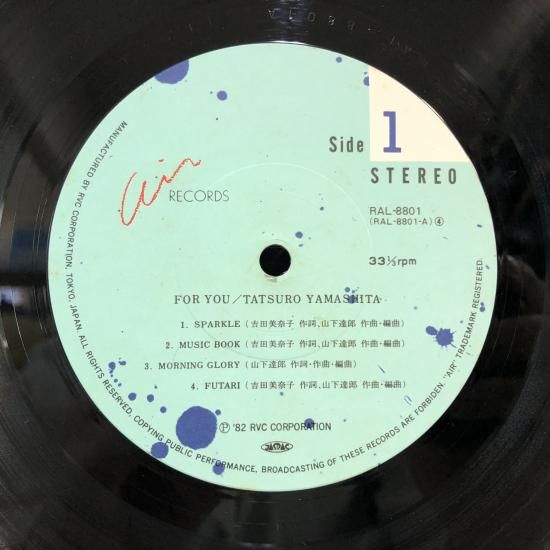 Side 1
STEREO
Air RECORDS
RAL-8801
(RAL-8801-A) ④
33⅓rpm
FOR YOU/TATSURO YAMASHITA
1. SPARKLE (吉田美奈子 作詞、山下達郎 作曲・編曲)
2. MUSIC BOOK (吉田美奈子 作詞、山下達郎 作曲・編曲)
3. MORNING GLORY (山下達郎 作詞・作曲・編曲)
4. FUTARI (吉田美奈子 作詞、山下達郎 作曲・編曲)
Ⓟ '82 RVC CORPORATION
JASRAC
MANUFACTURED BY RVC CORPORATION, TOKYO, JAPAN. ALL RIGHTS RESERVED, COPYING PUBLIC PERFORMANCE, BROADCASTING OF THESE RECORDS ARE FORBIDEN. "AIR" TRADEMARK REGISTERED.